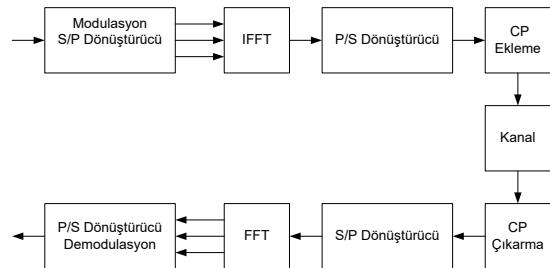 Modulasyon
S/P Dönüştürücü
IFFT
P/S Dönüştürücü
CP
Ekleme
Kanal
P/S Dönüştürücü
Demodulasyon
FFT
S/P Dönüştürücü
CP
Çıkarma